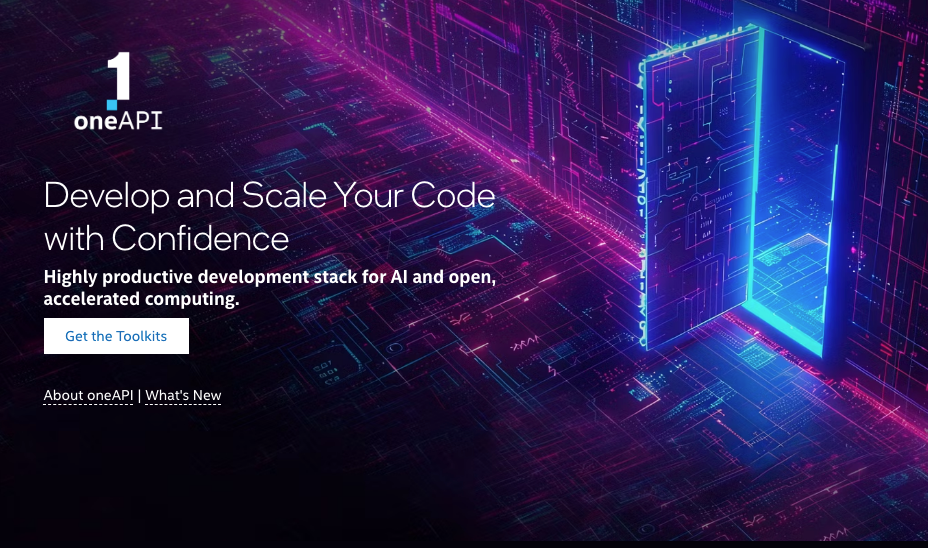 1
oneAPI
Develop and Scale Your Code
with Confidence
Highly productive development stack for AI and open,
accelerated computing.
Get the Toolkits
About oneAPI | What's New